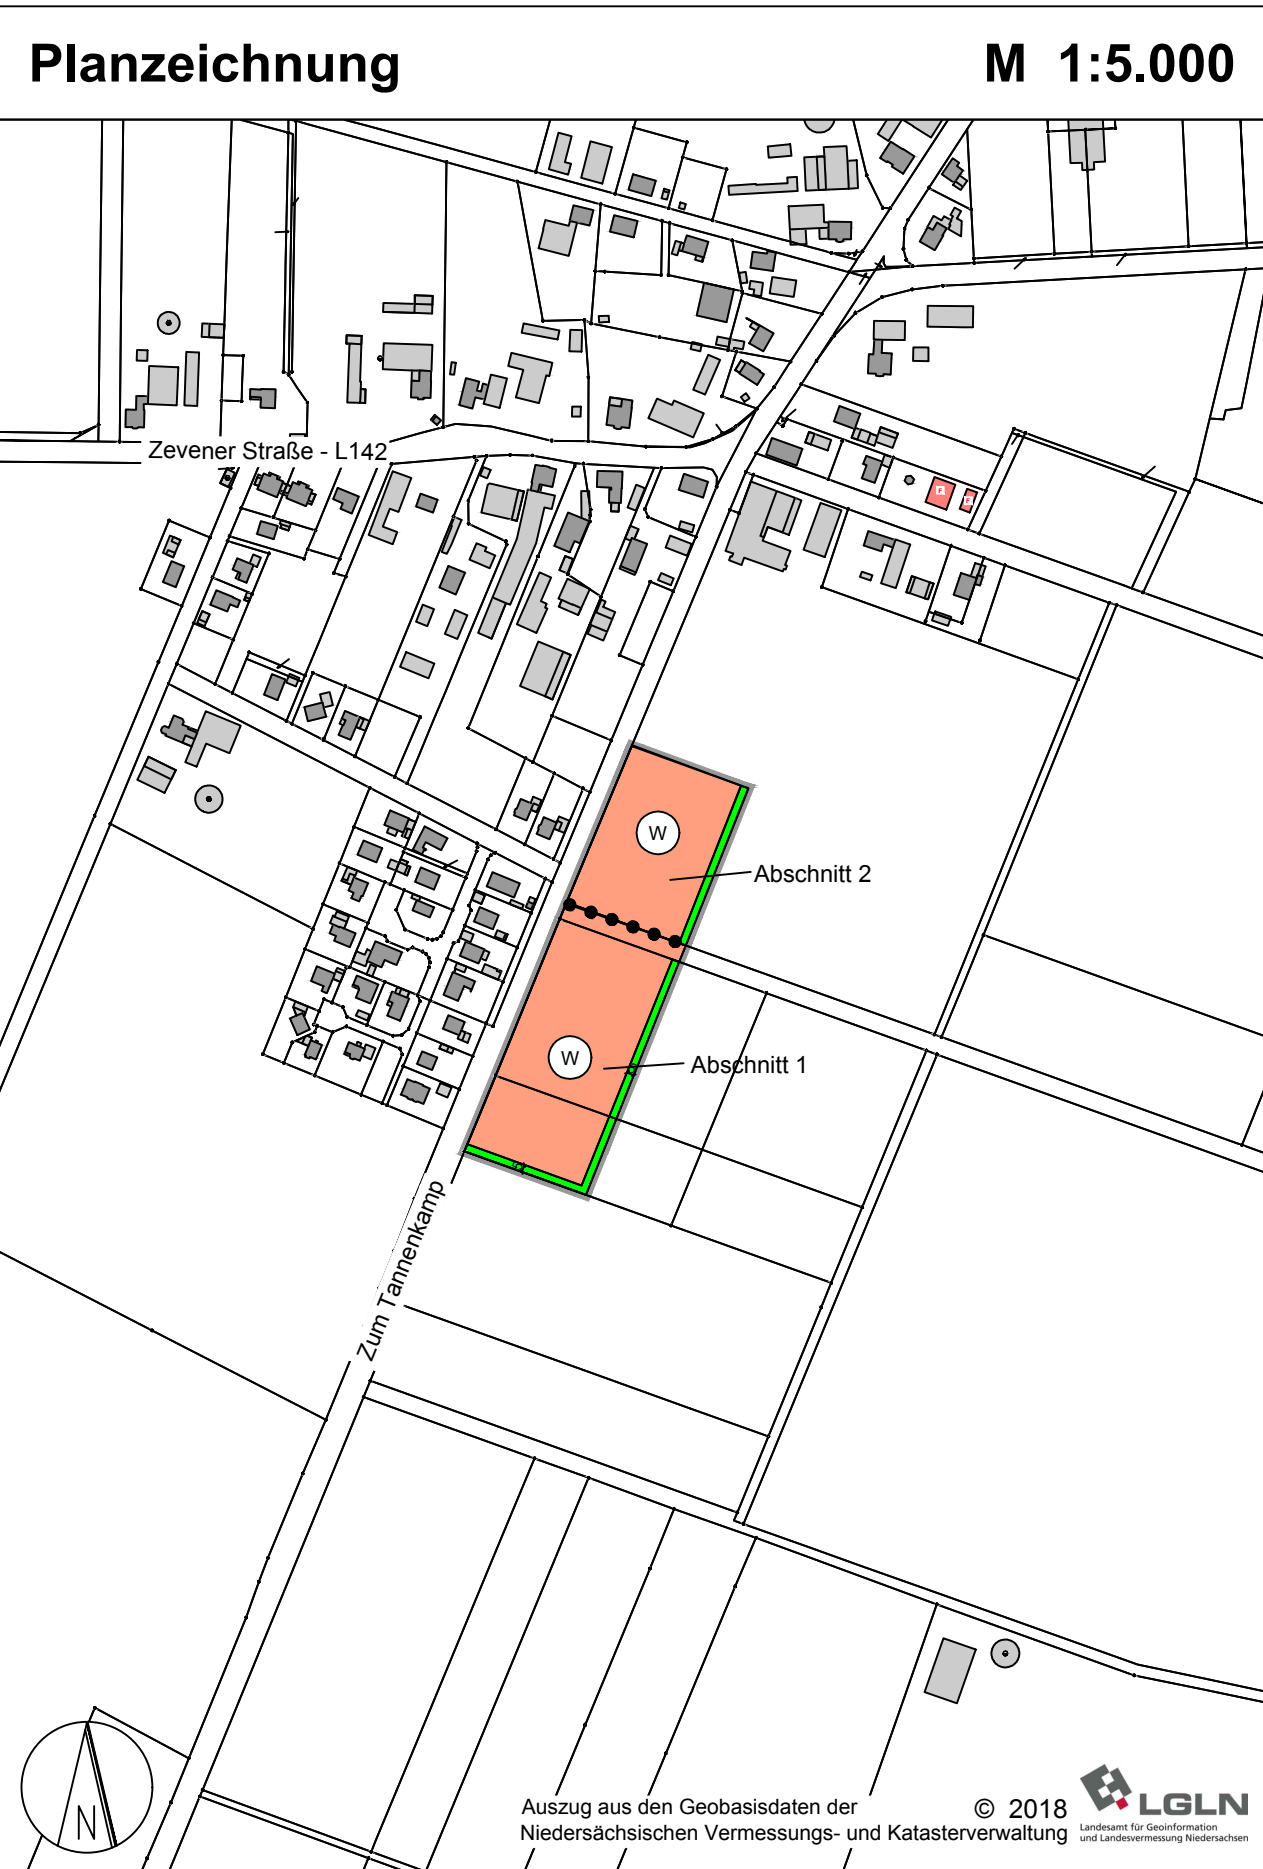 Planzeichnung
M 1:5.000
Zevener Straße - L142
F
F
W
Abschnitt 2
W
Abschnitt 1
Zum Tannenkamp
N
Auszug aus den Geobasisdaten der
Niedersächsischen Vermessungs- und Katasterverwaltung
© 2018
LGLN
Landesamt für Geoinformation
und Landesvermessung Niedersachsen